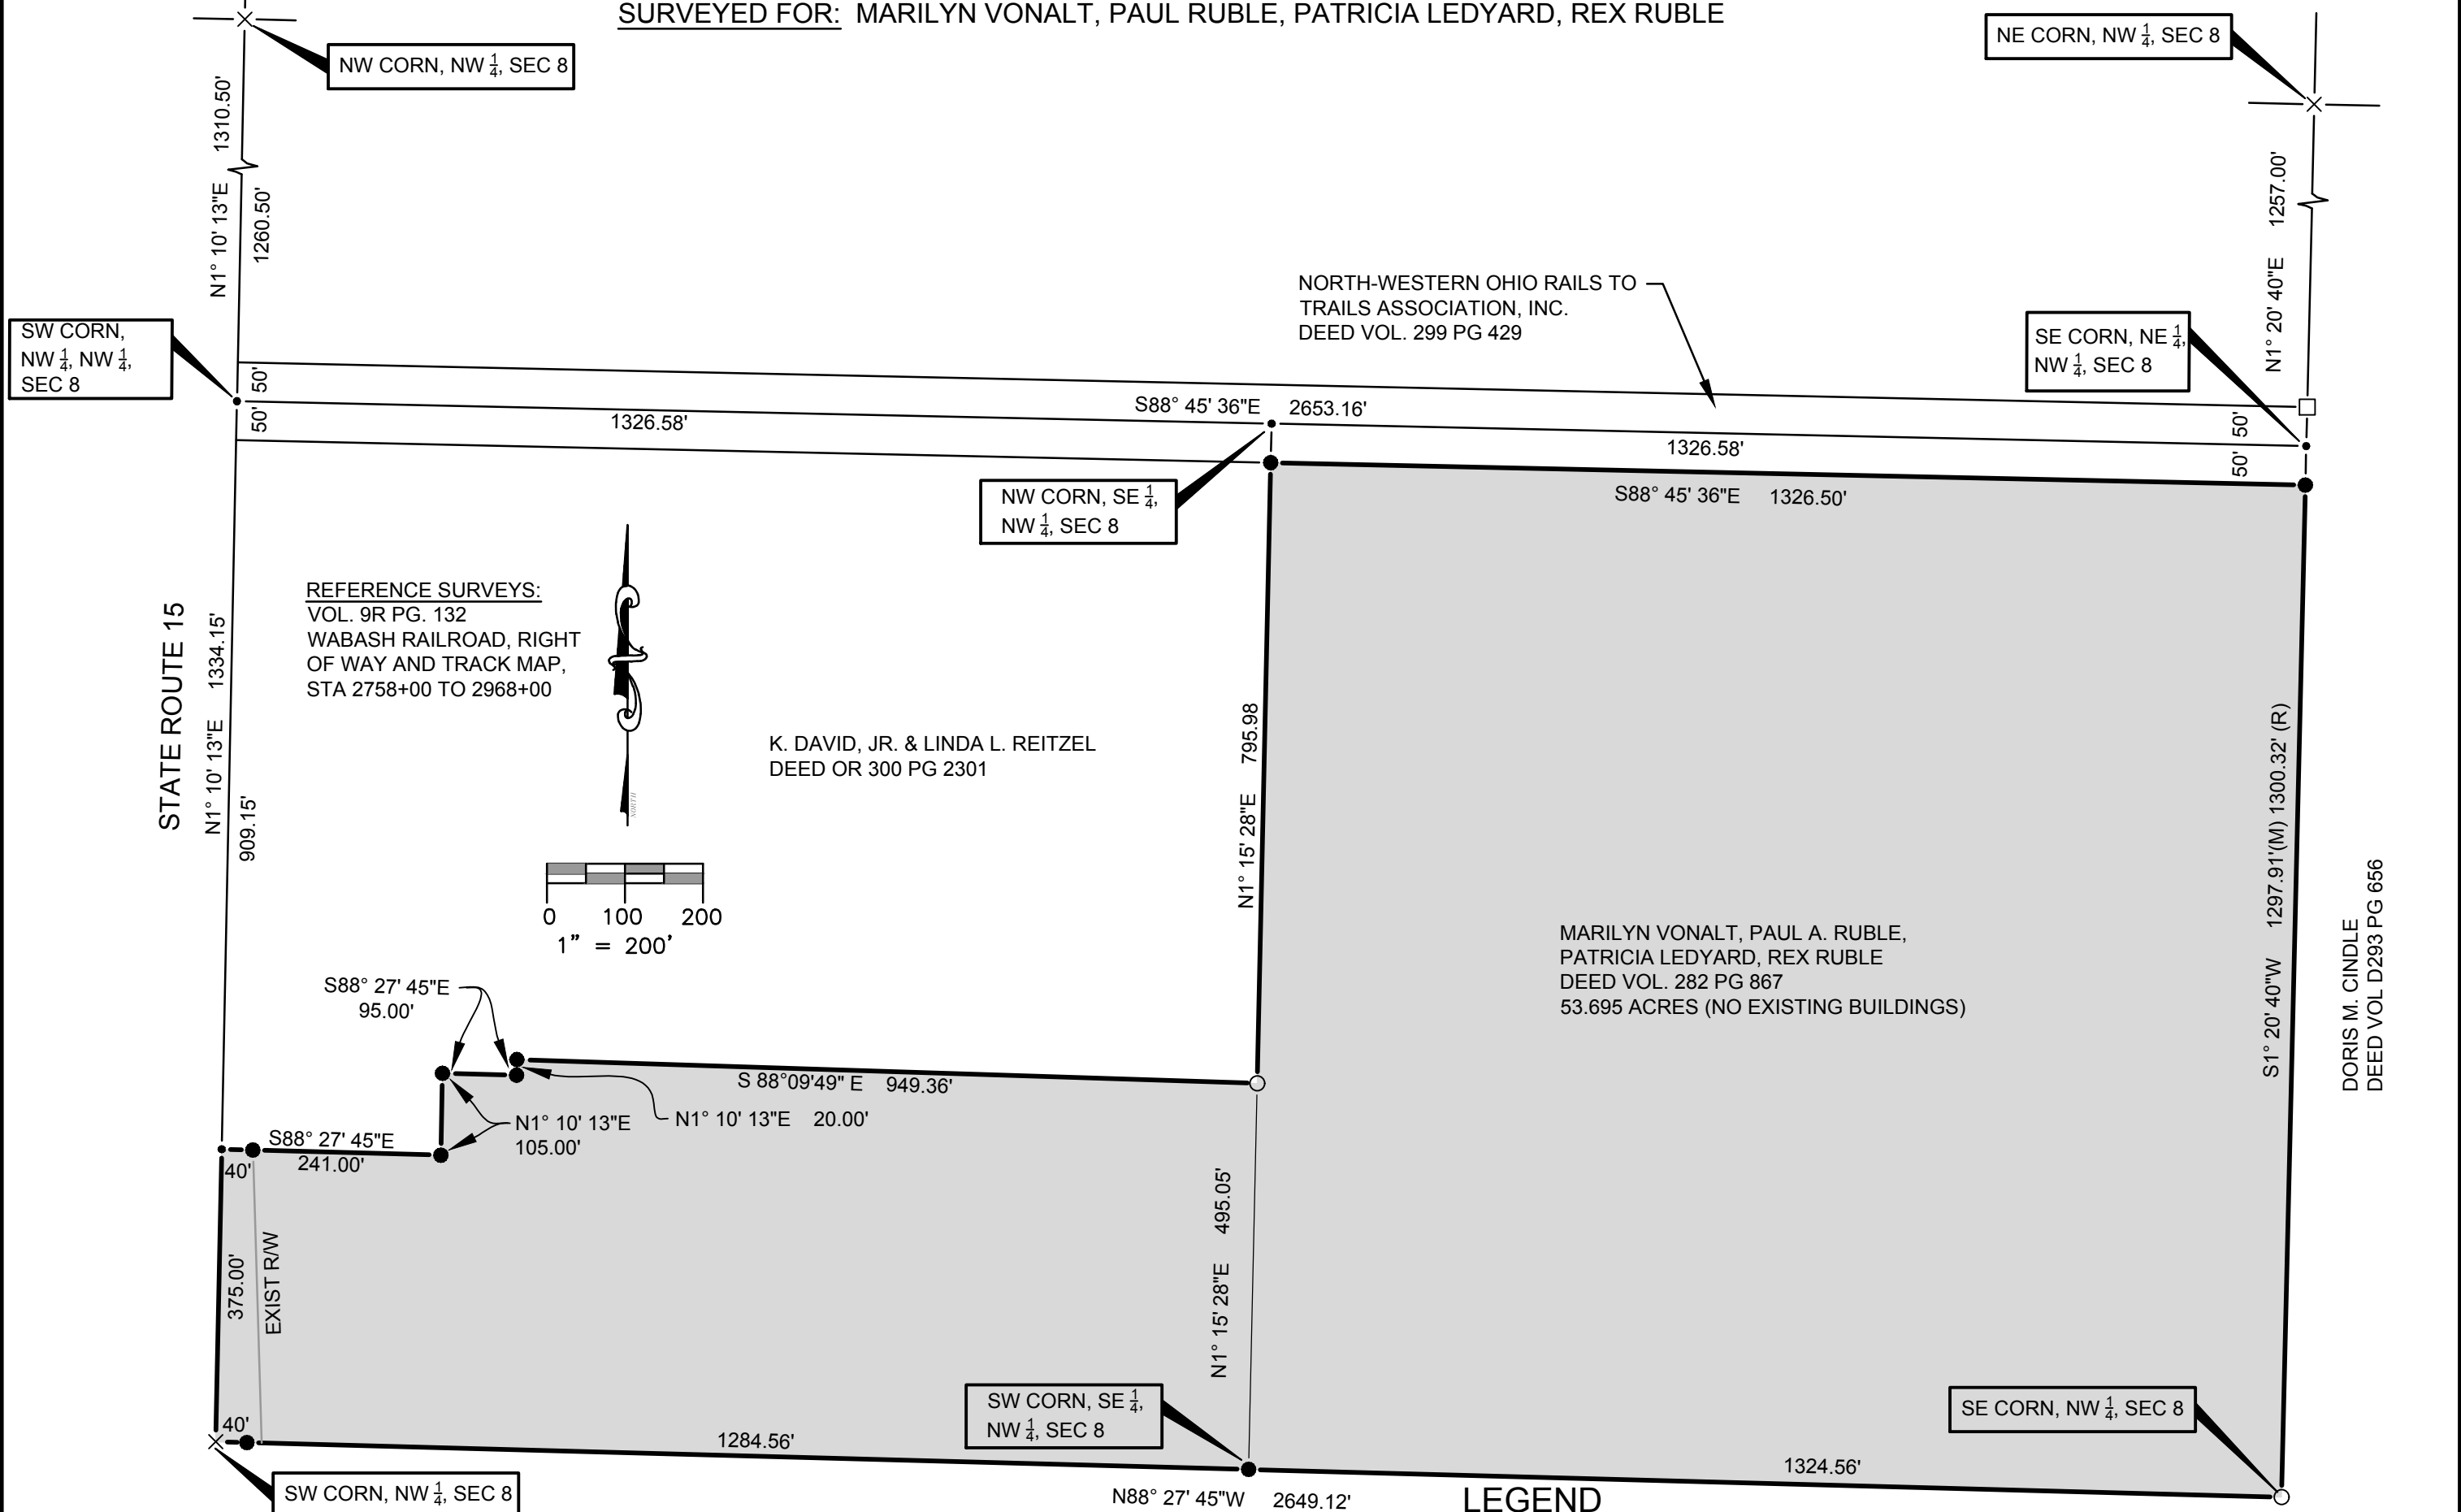 SURVEYED FOR: MARILYN VONALT, PAUL RUBLE, PATRICIA LEDYARD, REX RUBLE
NW CORN, NW 1/4, SEC 8
NE CORN, NW 1/4, SEC 8
N1° 10' 13"E 1310.50'
1260.50'
N1° 20' 40"E 1257.00'
NORTH-WESTERN OHIO RAILS TO
TRAILS ASSOCIATION, INC.
DEED VOL. 299 PG 429
SW CORN,
NW 1/4, NW 1/4,
SEC 8
SE CORN, NE 1/4,
NW 1/4, SEC 8
50'
50'
S88° 45' 36"E 2653.16'
1326.58'
1326.58'
50'
50'
NW CORN, SE 1/4,
NW 1/4, SEC 8
S88° 45' 36"E 1326.50'
REFERENCE SURVEYS:
VOL. 9R PG. 132
WABASH RAILROAD, RIGHT
OF WAY AND TRACK MAP,
STA 2758+00 TO 2968+00
NORTH
STATE ROUTE 15
N1° 10' 13"E 1334.15'
909.15'
K. DAVID, JR. & LINDA L. REITZEL
DEED OR 300 PG 2301
N1° 15' 28"E 795.98
0 100 200
1" = 200'
MARILYN VONALT, PAUL A. RUBLE,
PATRICIA LEDYARD, REX RUBLE
DEED VOL. 282 PG 867
53.695 ACRES (NO EXISTING BUILDINGS)
S1° 20' 40"W 1297.91'(M) 1300.32' (R)
DORIS M. CINDLE
DEED VOL D293 PG 656
S88° 27' 45"E
95.00'
S 88°09'49" E 949.36'
N1° 10' 13"E 20.00'
N1° 10' 13"E
105.00'
S88° 27' 45"E
241.00'
40'
375.00'
EXIST R/W
N1° 15' 28"E 495.05'
40'
SW CORN, SE 1/4,
NW 1/4, SEC 8
SE CORN, NW 1/4, SEC 8
1284.56'
1324.56'
SW CORN, NW 1/4, SEC 8
N88° 27' 45"W 2649.12'
LEGEND